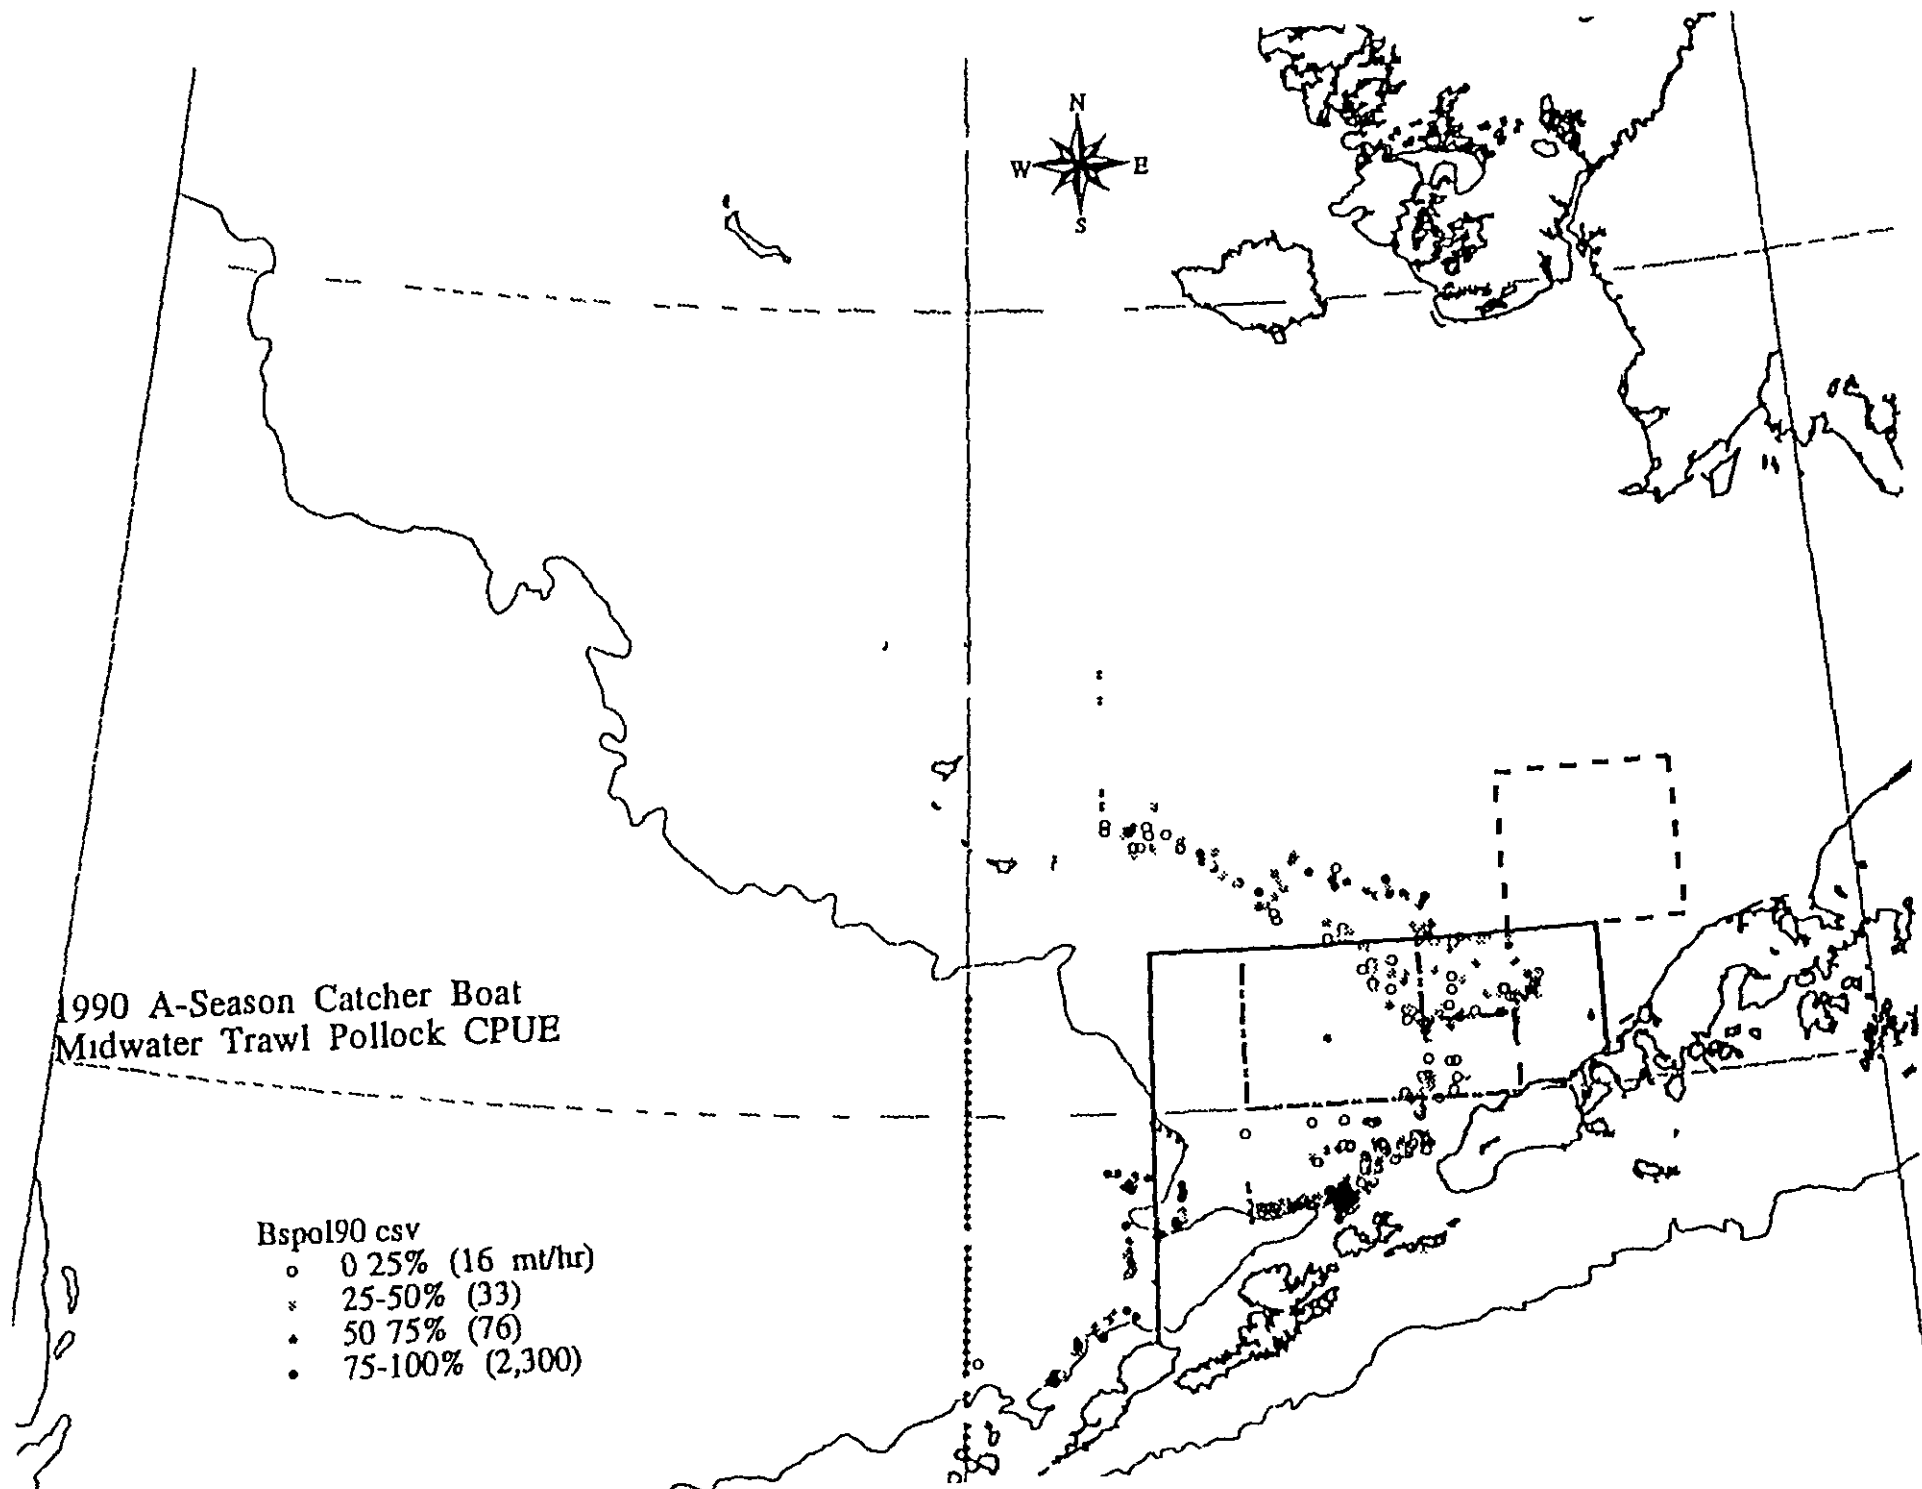 N
W E
S
1990 A-Season Catcher Boat
Midwater Trawl Pollock CPUE
Bspol90 csv
0 25% (16 mt/hr)
25-50% (33)
50 75% (76)
75-100% (2,300)